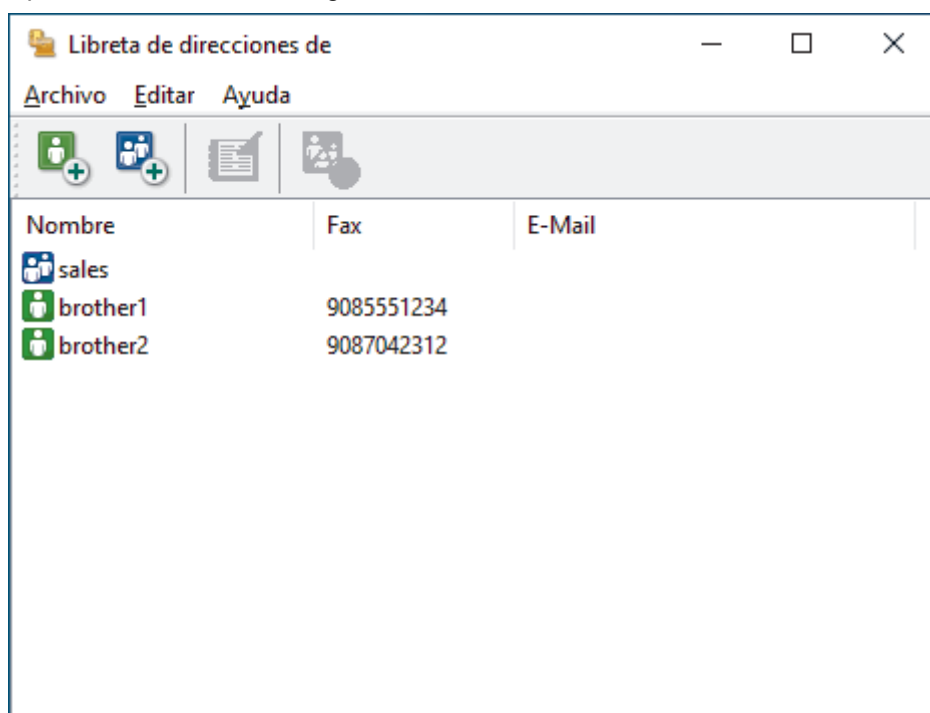 Libreta de direcciones de
Archivo Editar Ayuda
Nombre Fax E-Mail
sales
brother1 9085551234
brother2 9087042312